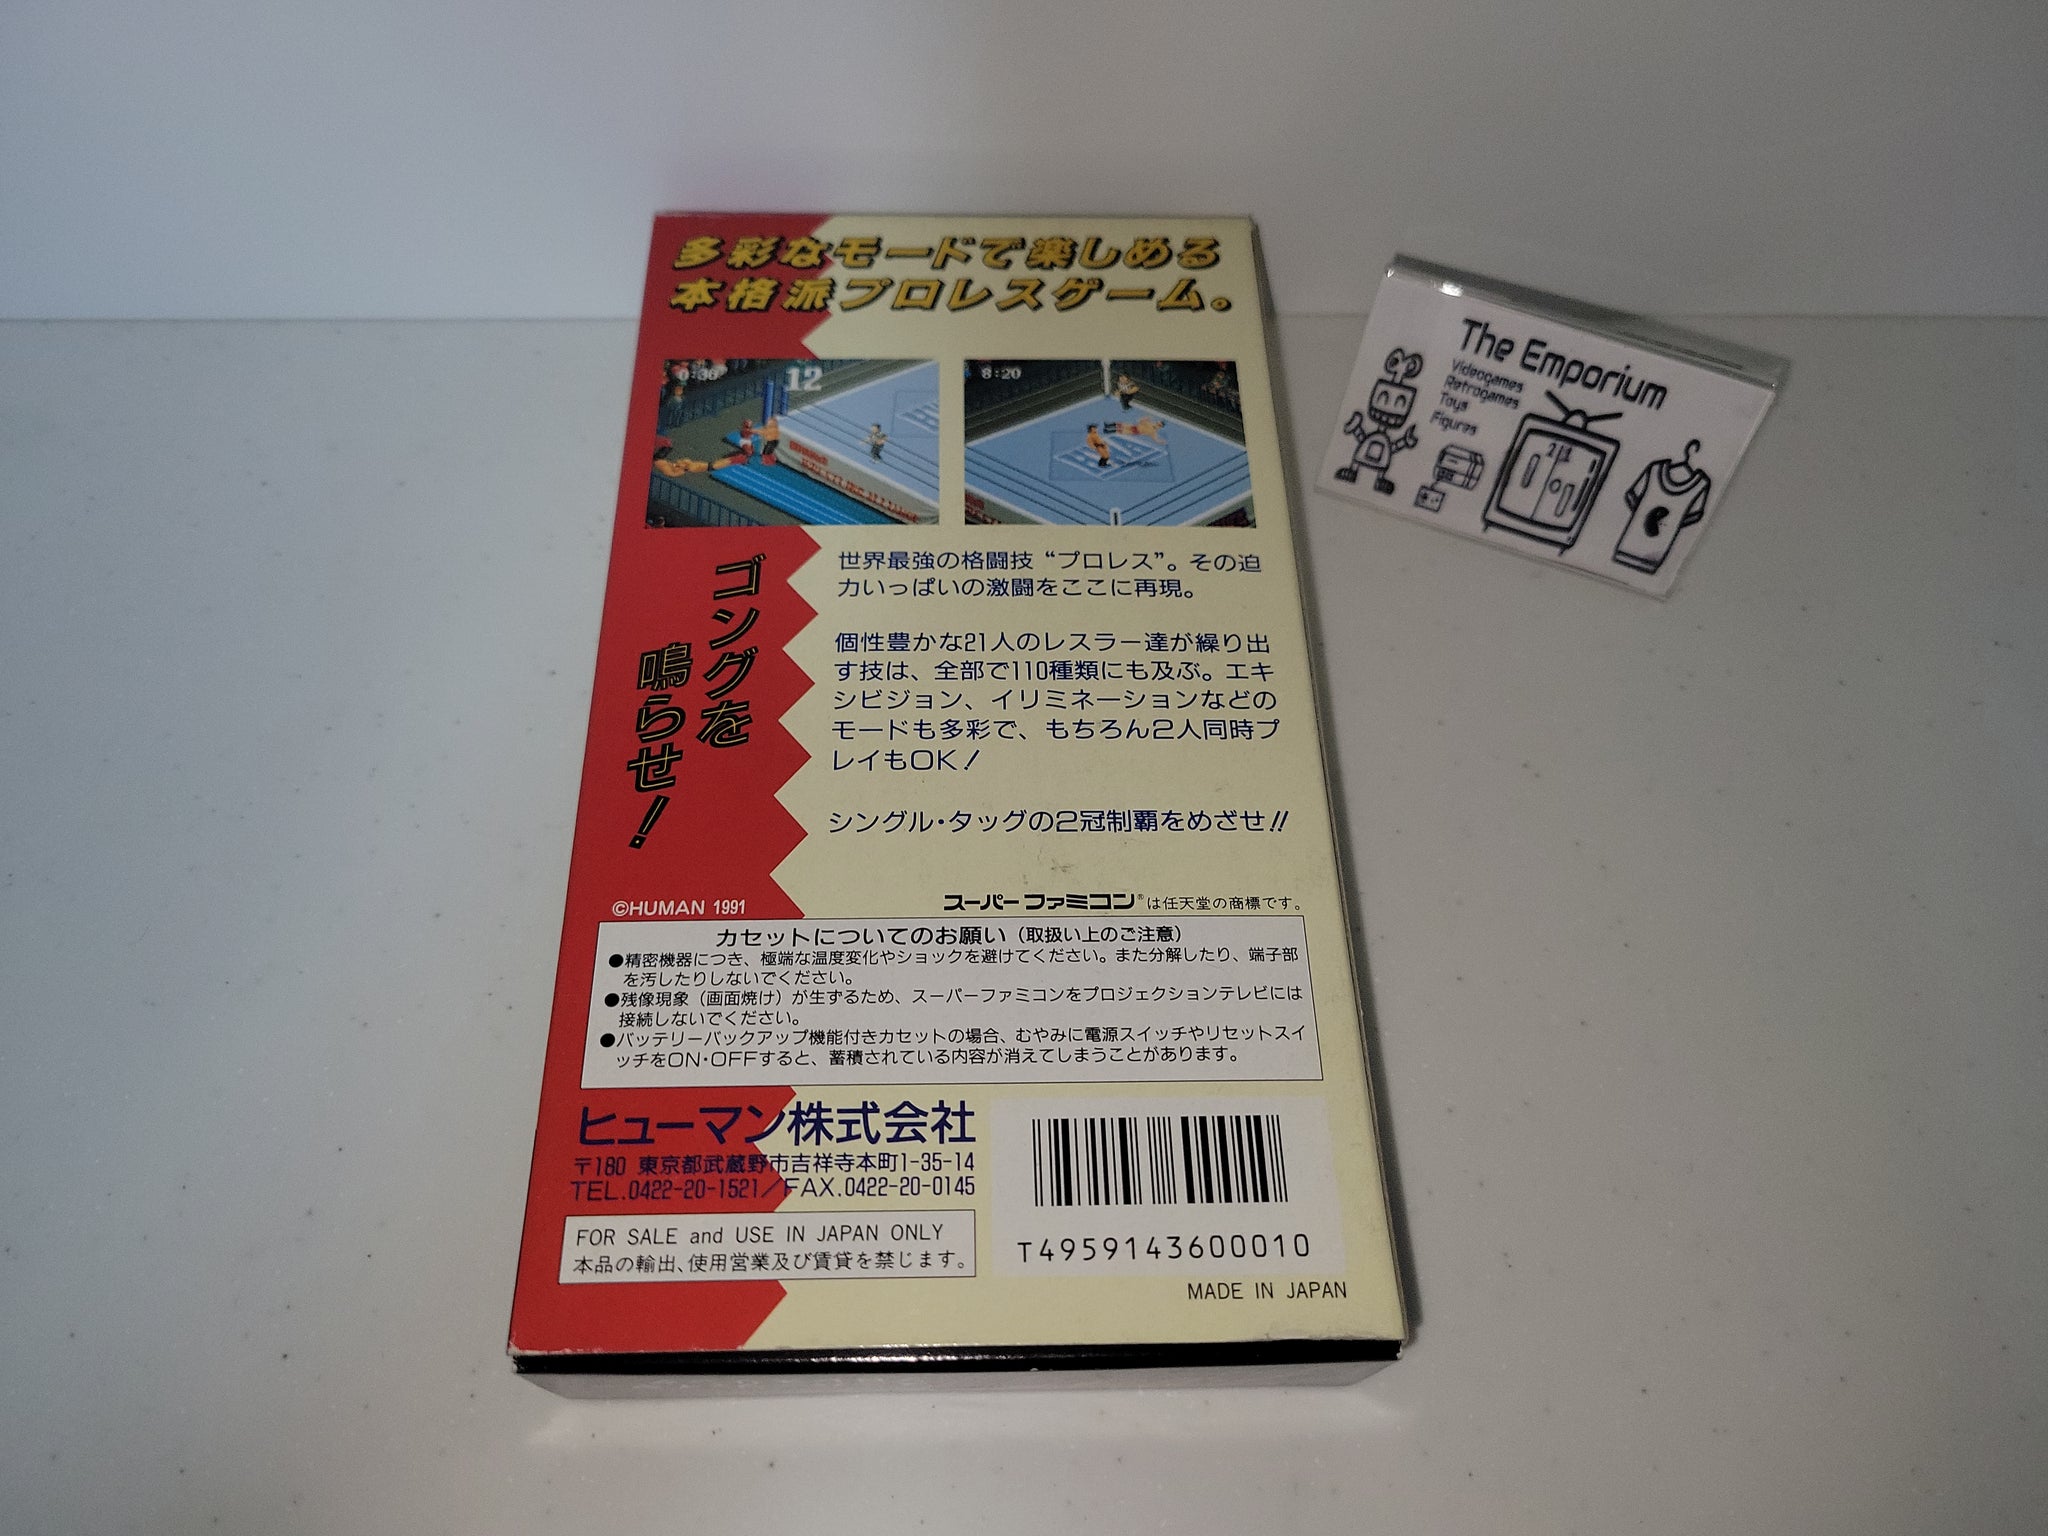 多彩なモードで楽しめる
本格派プロレスゲーム。
0:36
12
8:20
ゴングを
鳴らせ!
世界最強の格闘技“プロレス”。その迫
力いっぱいの激闘をここに再現。
個性豊かな21人のレスラー達が繰り出
す技は、全部で110種類にも及ぶ。エキ
シビジョン、イリミネーションなどの
モードも多彩で、もちろん2人同時プ
レイもOK!
シングル・タッグの2冠制覇をめざせ!!
©HUMAN 1991
スーパーファミコン®は任天堂の商標です。
カセットについてのお願い(取扱い上のご注意)
●精密機器につき、極端な温度変化やショックを避けてください。また分解したり、端子部
を汚したりしないでください。
●残像現象(画面焼け)が生ずるため、スーパーファミコンをプロジェクションテレビには
接続しないでください。
●バッテリーバックアップ機能付きカセットの場合、むやみに電源スイッチやリセットスイ
ッチをON・OFFすると、蓄積されている内容が消えてしまうことがあります。
ヒューマン株式会社
〒180 東京都武蔵野市吉祥寺本町1-35-14
TEL.0422-20-1521/FAX.0422-20-0145
FOR SALE and USE IN JAPAN ONLY
本品の輸出、使用営業及び賃貸を禁じます。
T4959143600010
MADE IN JAPAN
The Emporium
Videogames
Retrogames
Toys
Figures
2 1